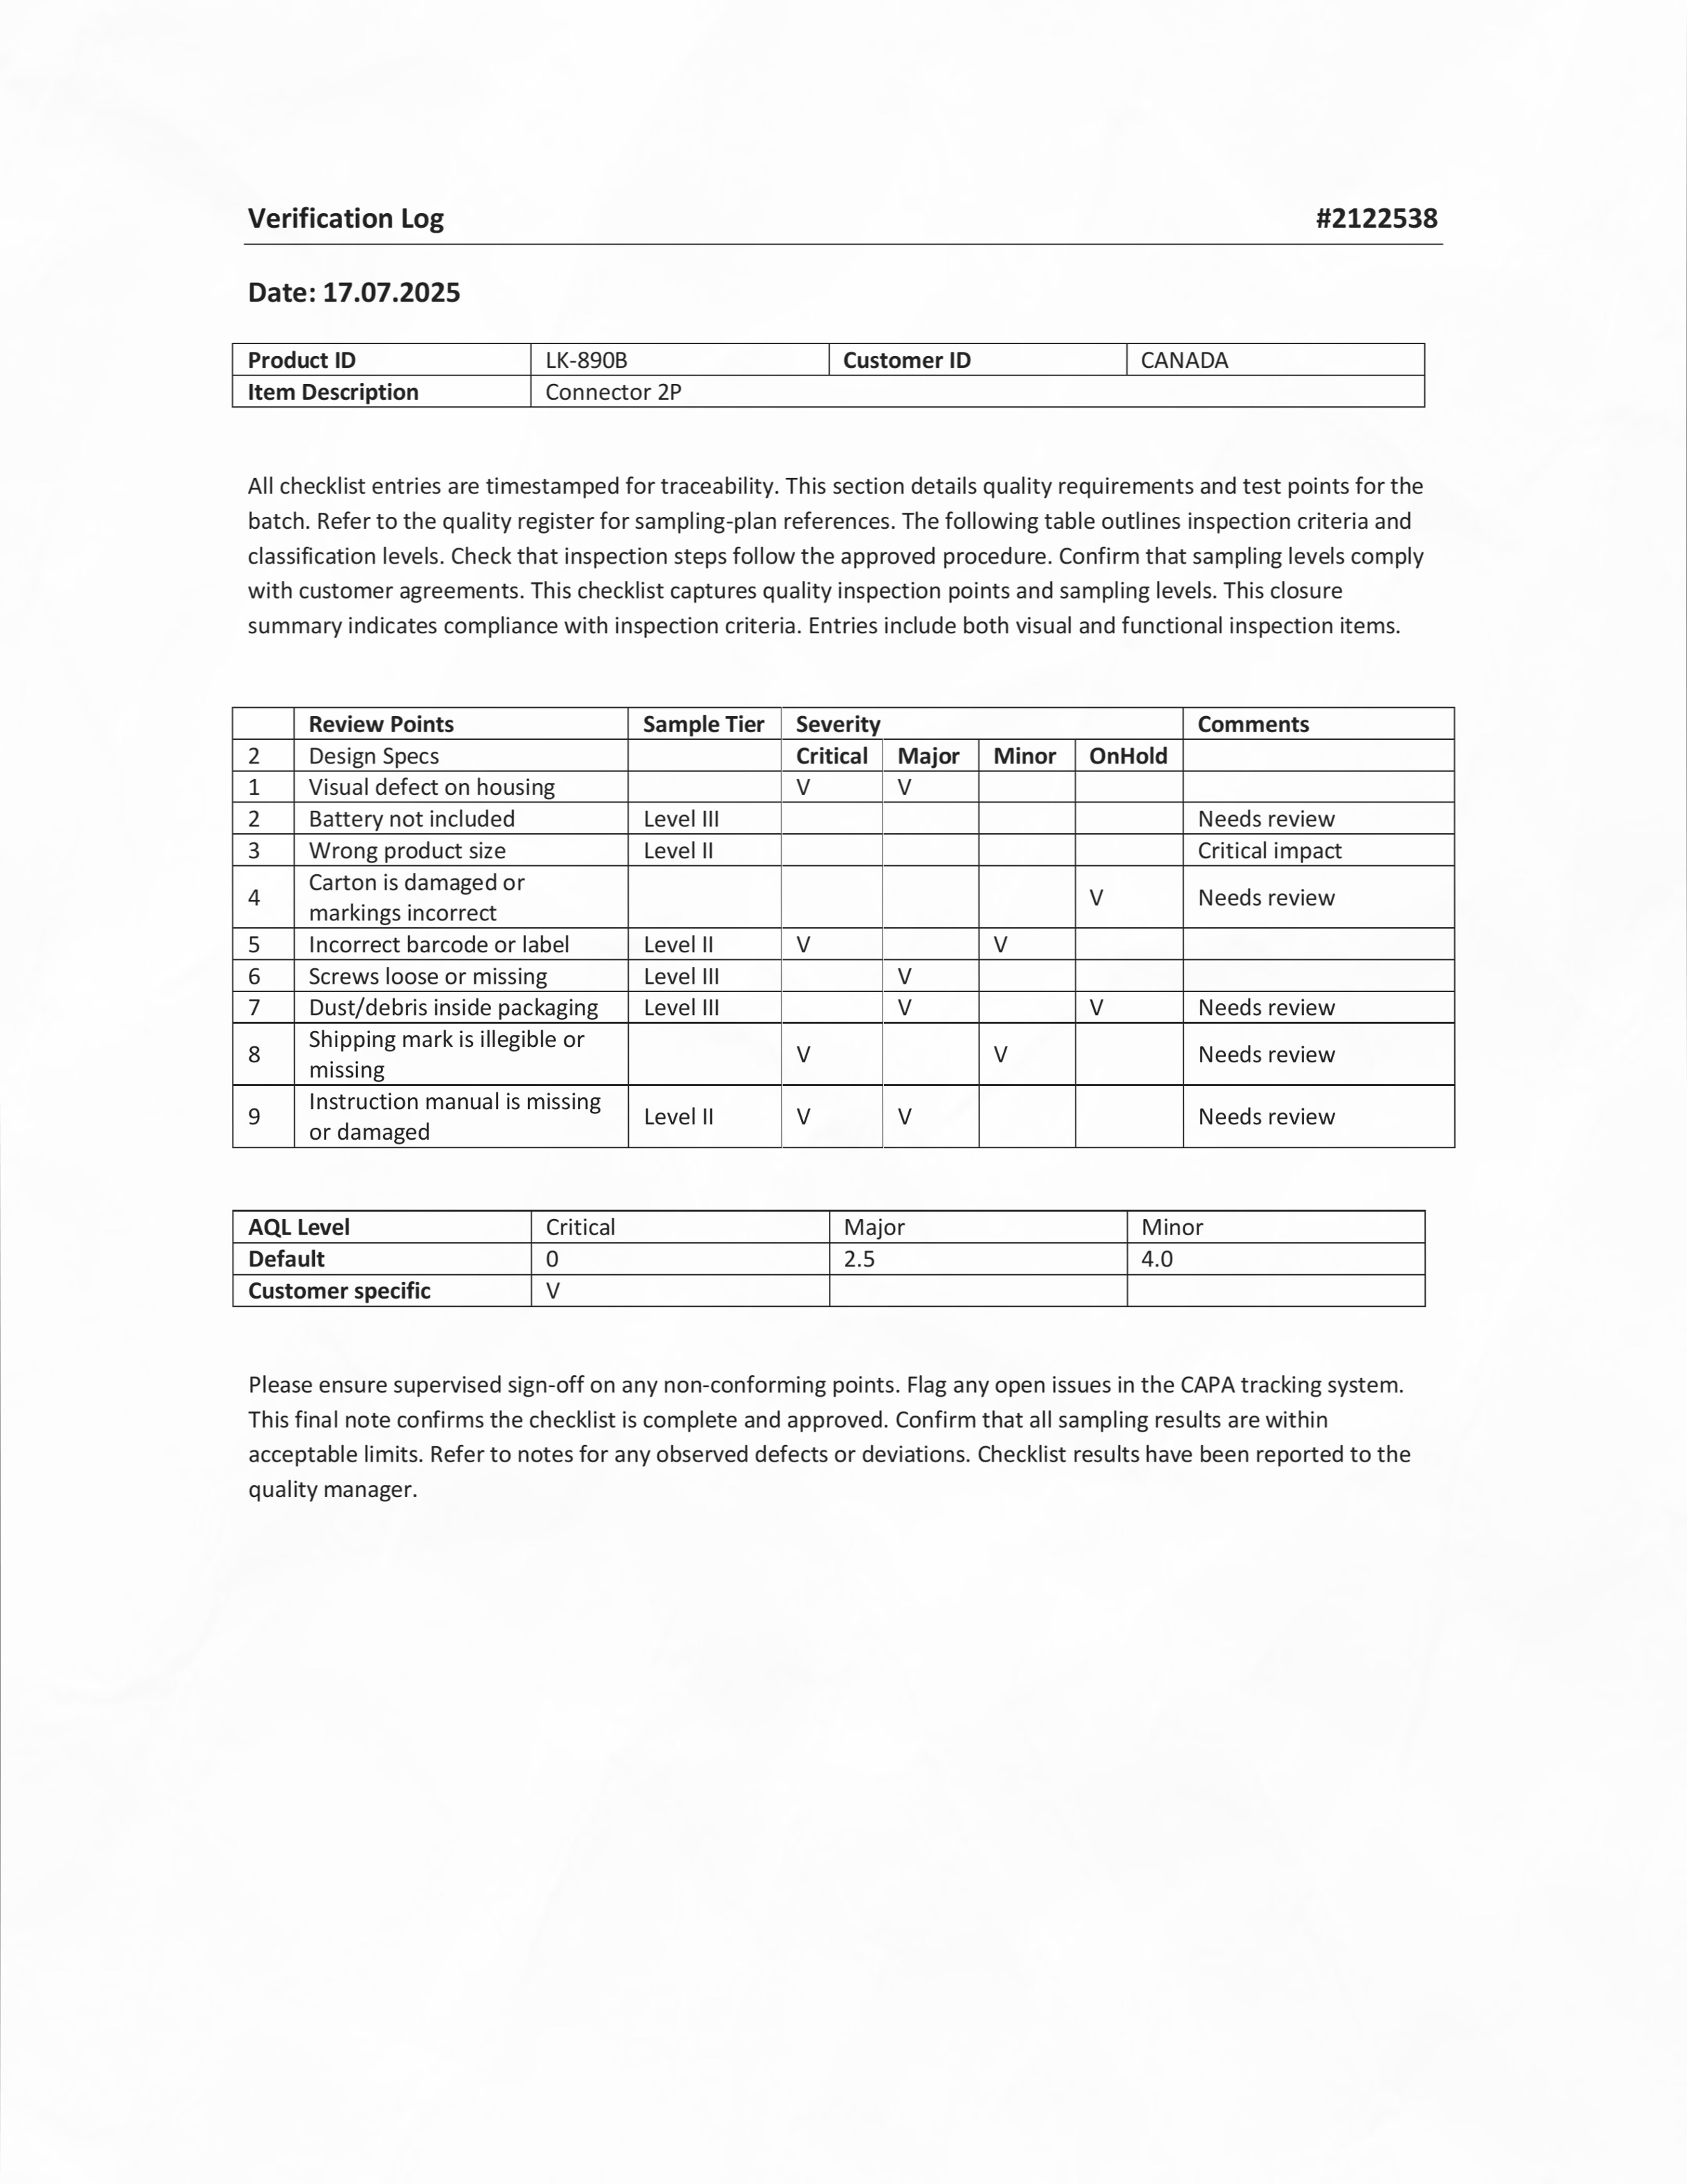 Verification Log #2122538
Date: 17.07.2025
Product ID LK-890B Customer ID CANADA
Item Description Connector 2P
All checklist entries are timestamped for traceability. This section details quality requirements and test points for the
batch. Refer to the quality register for sampling-plan references. The following table outlines inspection criteria and
classification levels. Check that inspection steps follow the approved procedure. Confirm that sampling levels comply
with customer agreements. This checklist captures quality inspection points and sampling levels. This closure
summary indicates compliance with inspection criteria. Entries include both visual and functional inspection items.
Review Points Sample Tier Severity Comments
2 Design Specs Critical Major Minor OnHold
1 Visual defect on housing V V
2 Battery not included Level III Needs review
3 Wrong product size Level II Critical impact
4 Carton is damaged or
markings incorrect V Needs review
5 Incorrect barcode or label Level II V V
6 Screws loose or missing Level III V
7 Dust/debris inside packaging Level III V V Needs review
8 Shipping mark is illegible or
missing V V Needs review
9 Instruction manual is missing
or damaged Level II V V Needs review
AQL Level Critical Major Minor
Default 0 2.5 4.0
Customer specific V
Please ensure supervised sign-off on any non-conforming points. Flag any open issues in the CAPA tracking system.
This final note confirms the checklist is complete and approved. Confirm that all sampling results are within
acceptable limits. Refer to notes for any observed defects or deviations. Checklist results have been reported to the
quality manager.